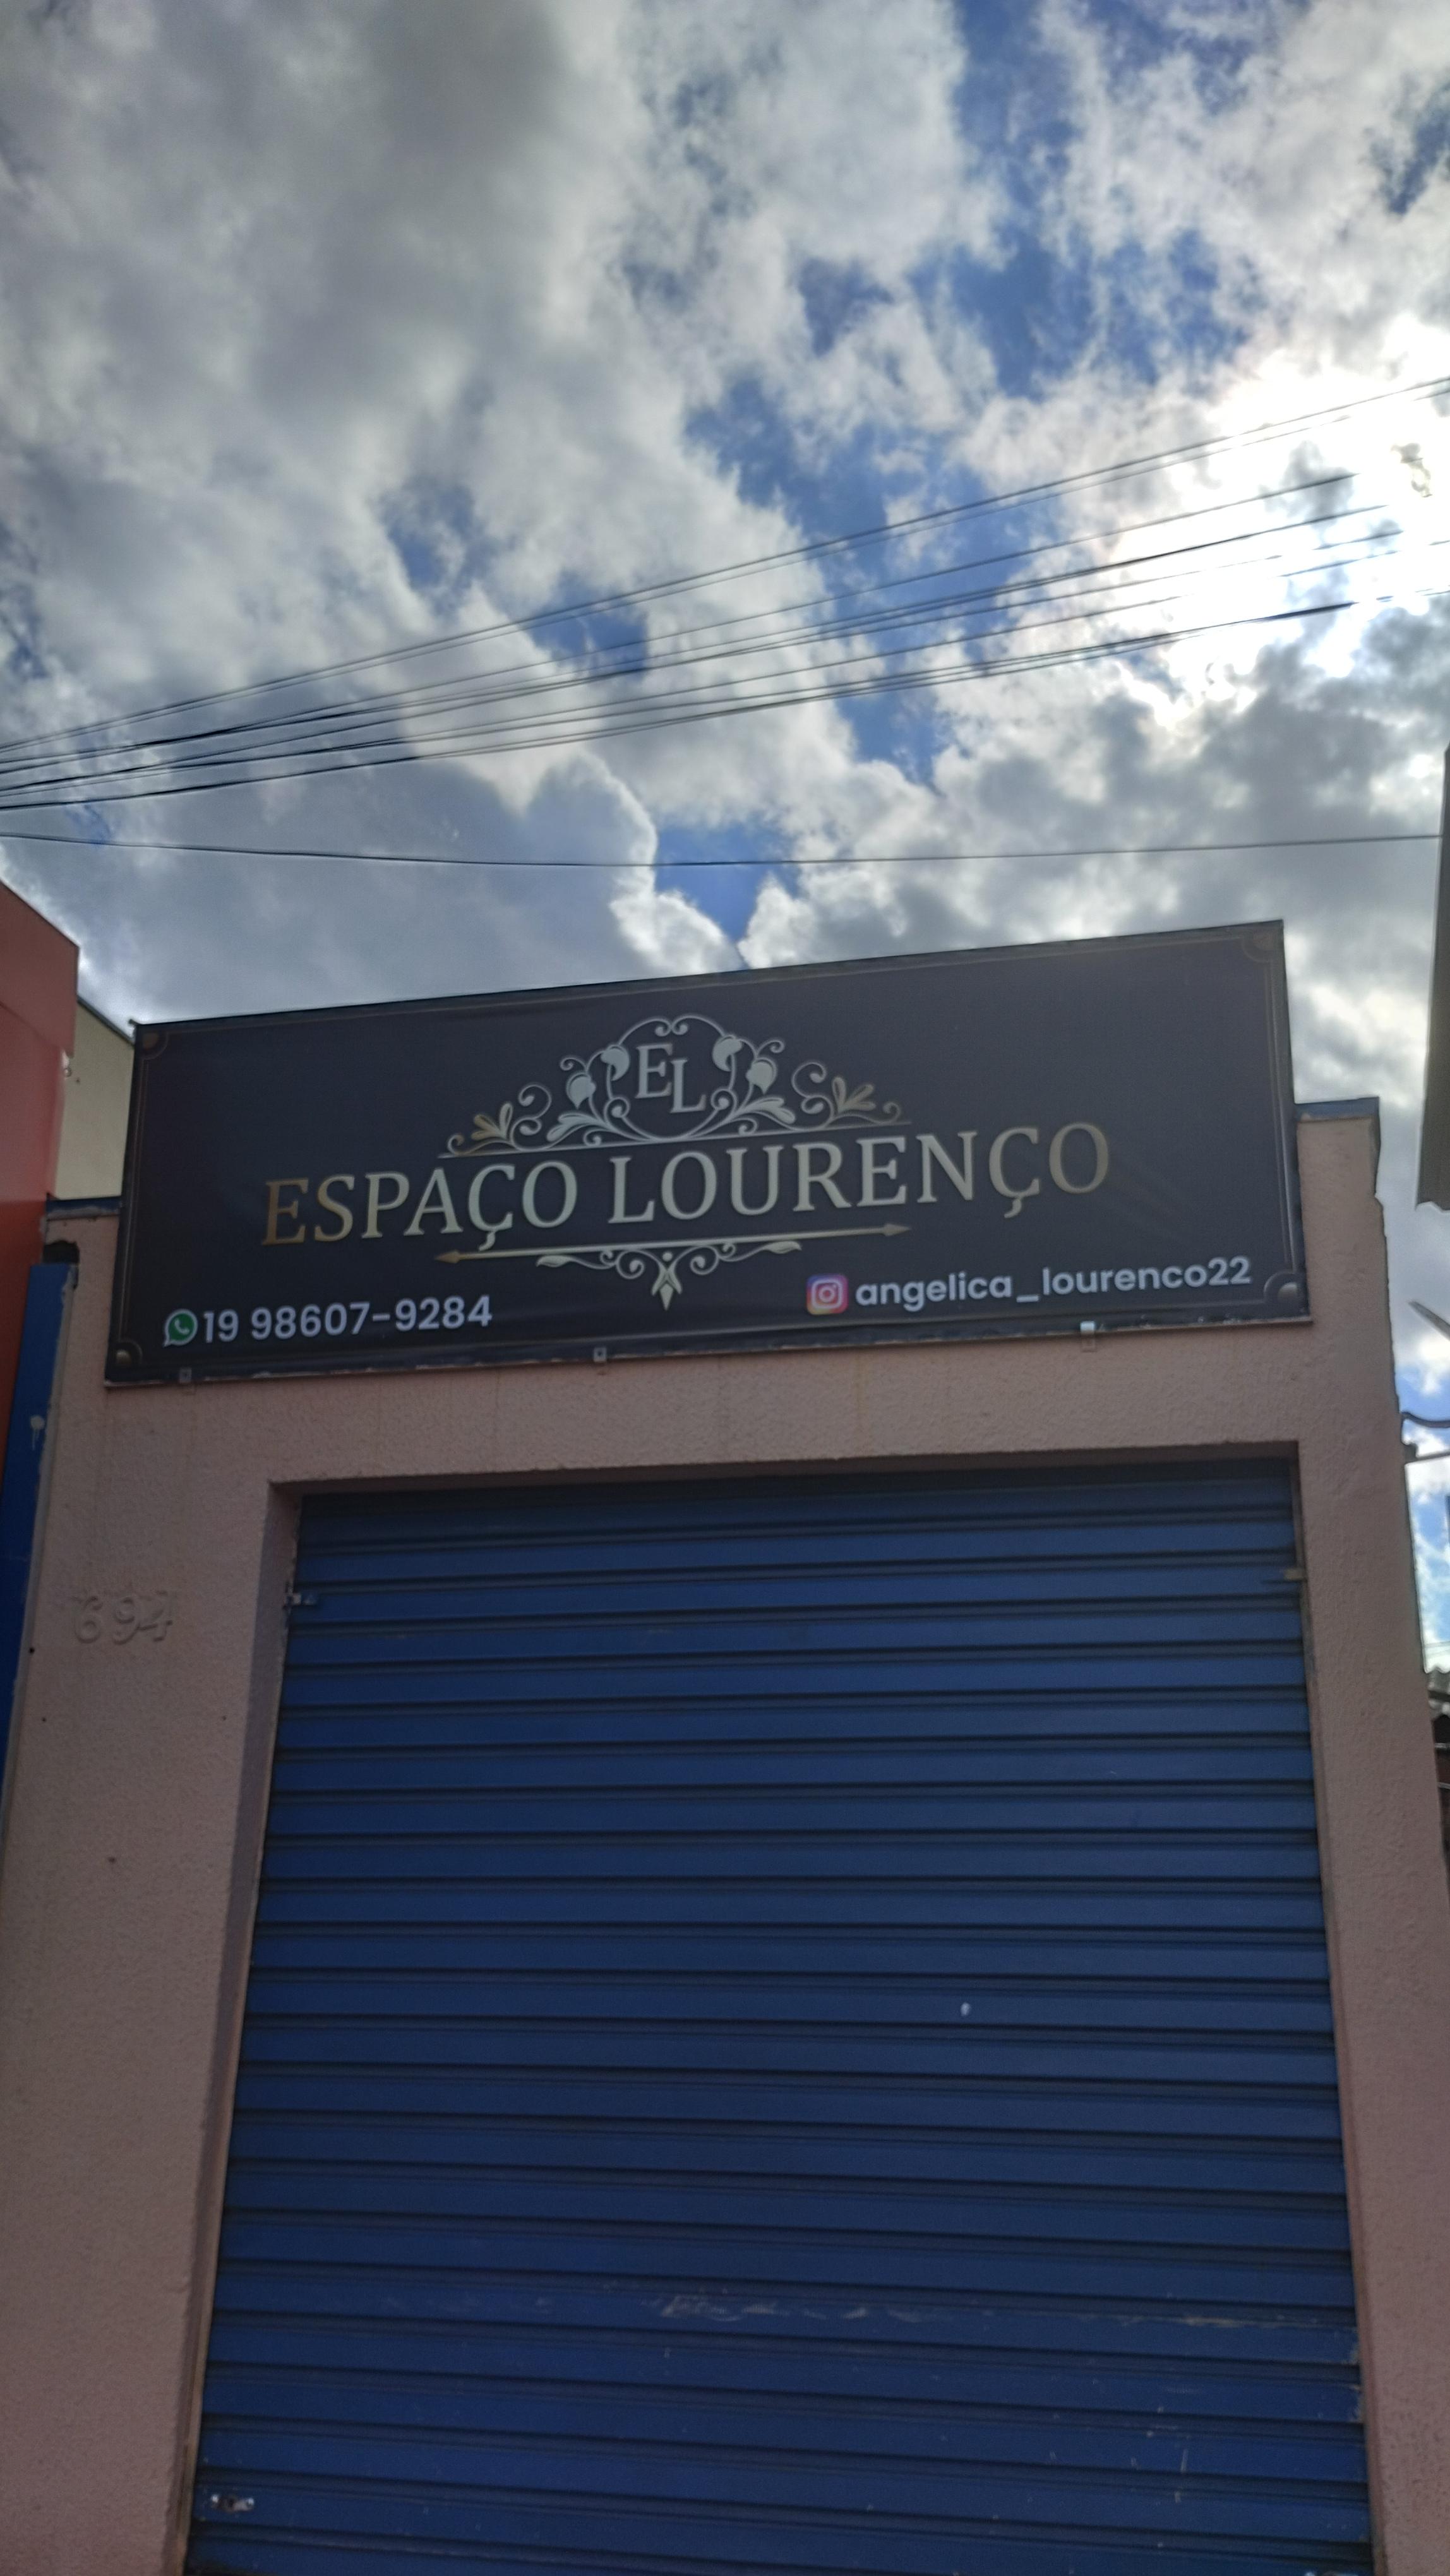 EL
ESPAÇO LOURENÇO
19 98607-9284
angelica_lourenco22
694